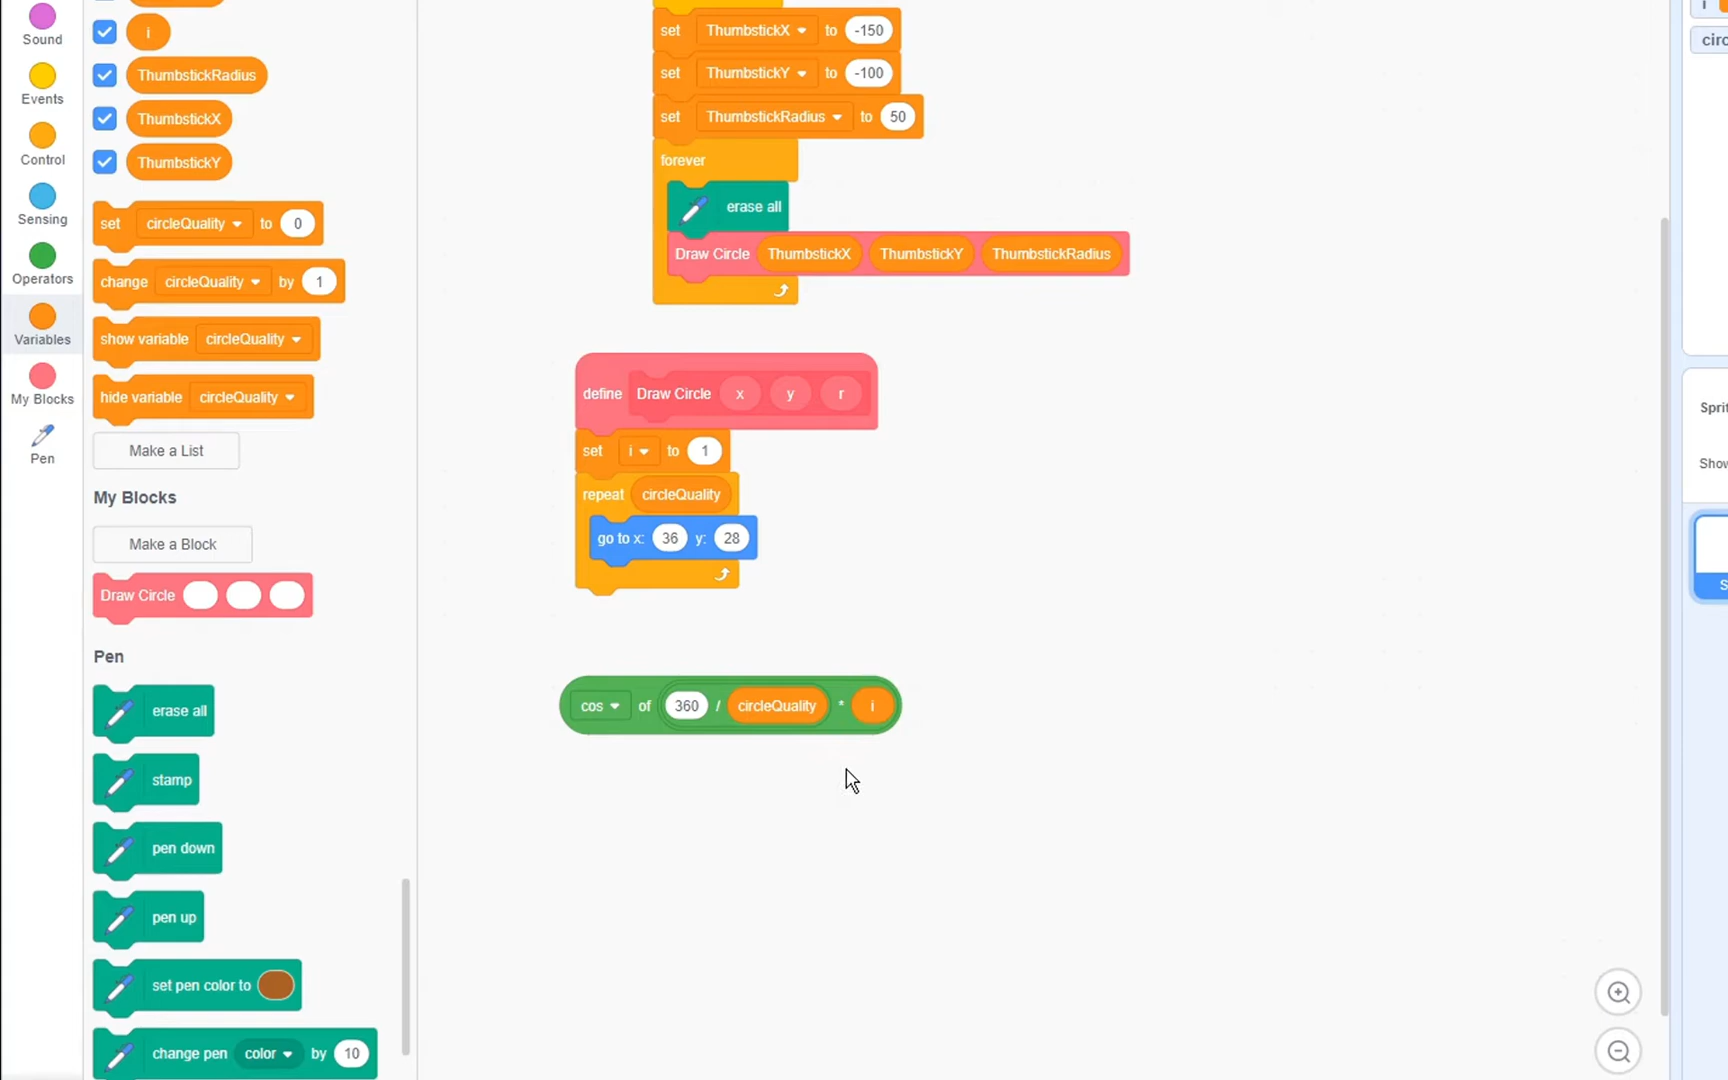 Sound
Events
Control
Sensing
Operators
Variables
My Blocks
Pen
i
ThumbstickRadius
ThumbstickX
ThumbstickY
set circleQuality to 0
change circleQuality by 1
show variable circleQuality
hide variable circleQuality
Make a List
My Blocks
Make a Block
Draw Circle
Pen
erase all
stamp
pen down
pen up
set pen color to
change pen color by 10
set ThumbstickX to -150
set ThumbstickY to -100
set ThumbstickRadius to 50
forever
erase all
Draw Circle ThumbstickX ThumbstickY ThumbstickRadius
define Draw Circle x y r
set i to 1
repeat circleQuality
go to x: 36 y: 28
cos of 360 / circleQuality * i
i
circ
Sprit
Show
S